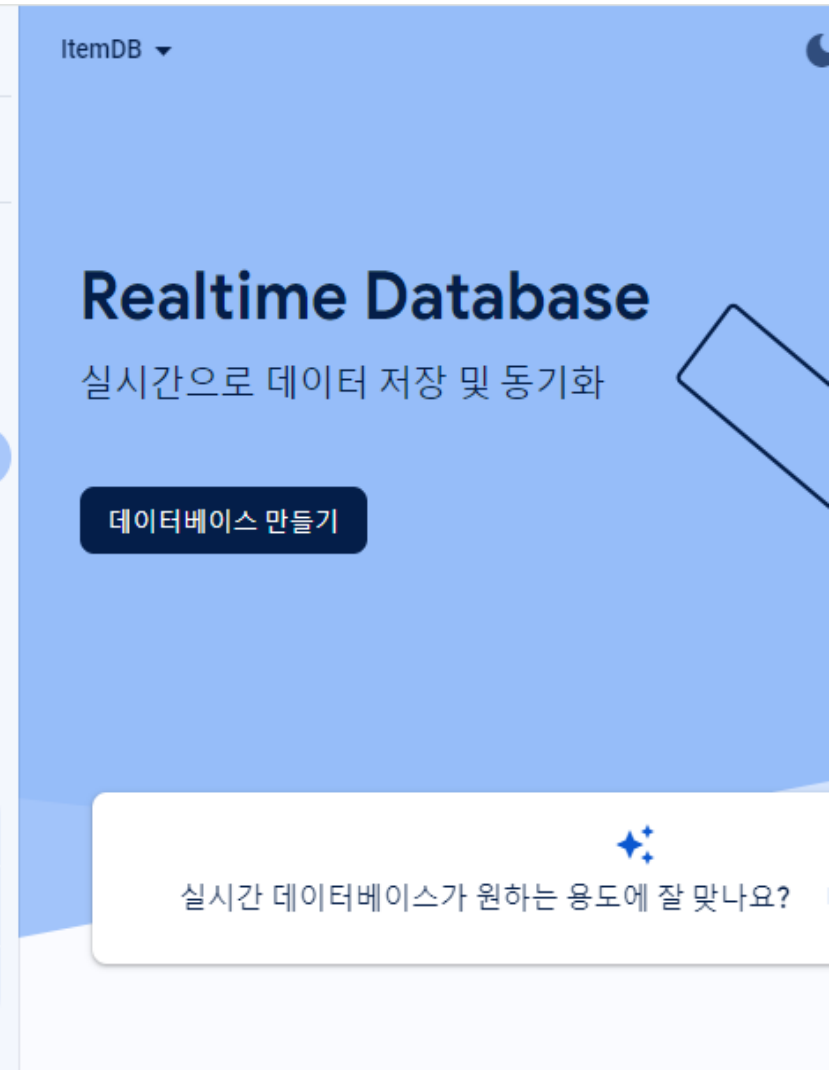 ItemDB
Realtime Database
실시간으로 데이터 저장 및 동기화
데이터베이스 만들기
실시간 데이터베이스가 원하는 용도에 잘 맞나요?